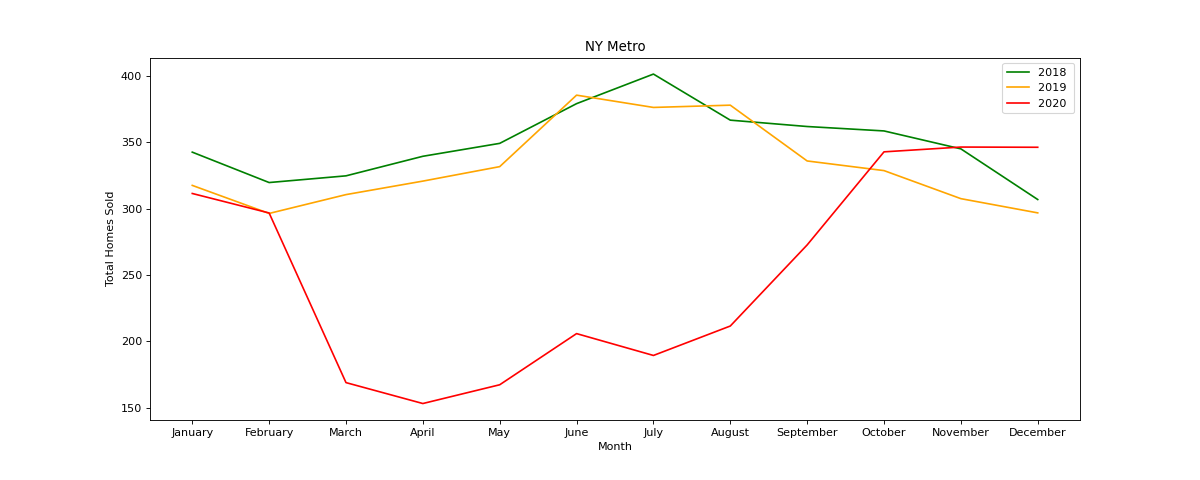 NY Metro
2018
2019
2020
Total Homes Sold
400
350
300
250
200
150
January February March April May June July August September October November December
Month